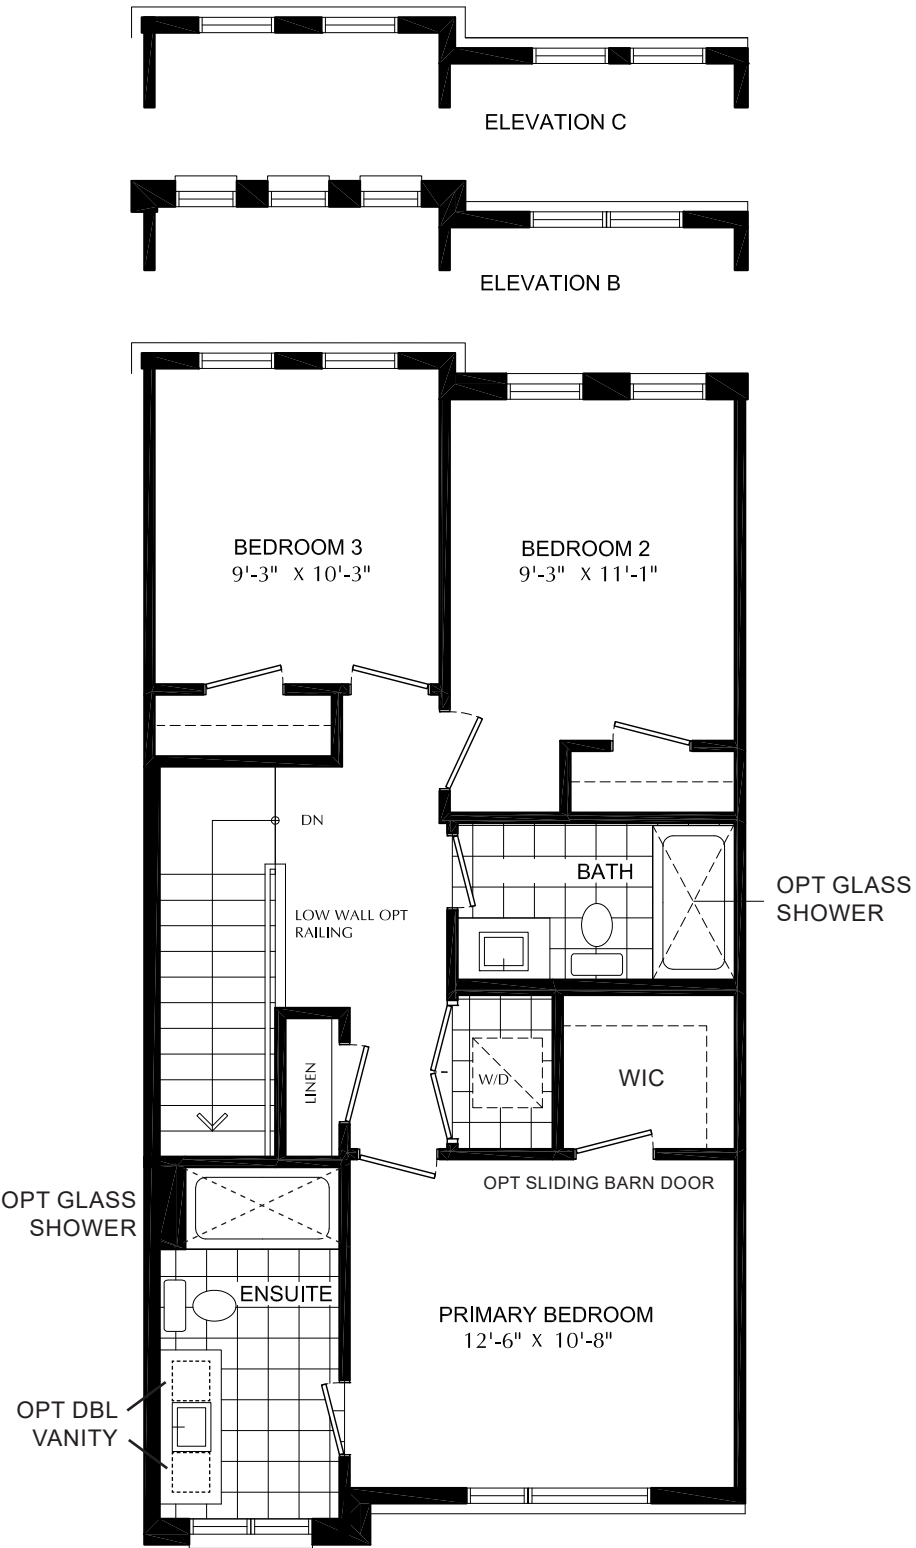 ELEVATION C
ELEVATION B
BEDROOM 3
9'-3" X 10'-3"
BEDROOM 2
9'-3" X 11'-1"
DN
LOW WALL OPT
RAILING
BATH
OPT GLASS
SHOWER
LINEN
W/D
WIC
OPT SLIDING BARN DOOR
OPT GLASS
SHOWER
ENSUITE
PRIMARY BEDROOM
12'-6" X 10'-8"
OPT DBL
VANITY